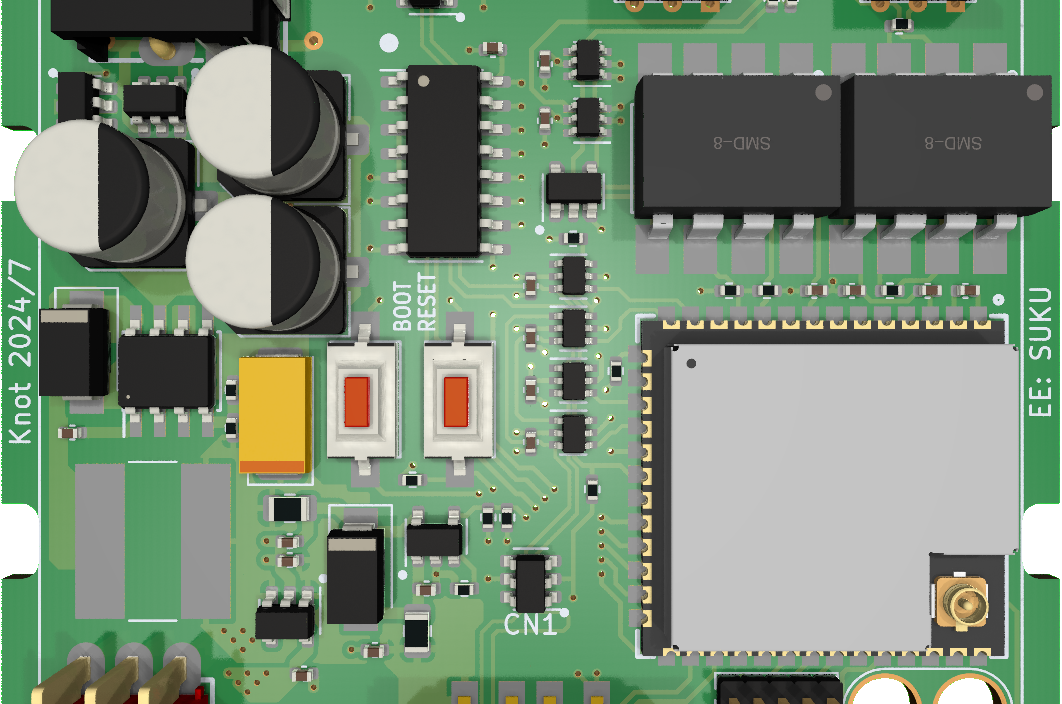 SMD-8
SMD-8
BOOT
RESET
Knot 2024/7
EE: SUKU
CN1